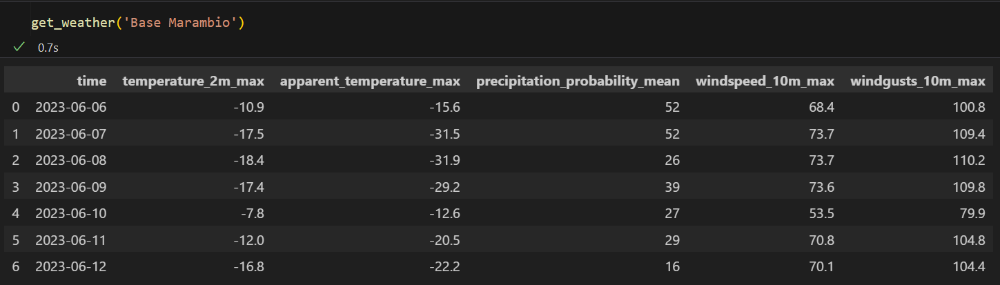 get_weather('Base Marambio')
0.7s
time temperature_2m_max apparent_temperature_max precipitation_probability_mean windspeed_10m_max windgusts_10m_max
0 2023-06-06 -10.9 -15.6 52 68.4 100.8
1 2023-06-07 -17.5 -31.5 52 73.7 109.4
2 2023-06-08 -18.4 -31.9 26 73.7 110.2
3 2023-06-09 -17.4 -29.2 39 73.6 109.8
4 2023-06-10 -7.8 -12.6 27 53.5 79.9
5 2023-06-11 -12.0 -20.5 29 70.8 104.8
6 2023-06-12 -16.8 -22.2 16 70.1 104.4